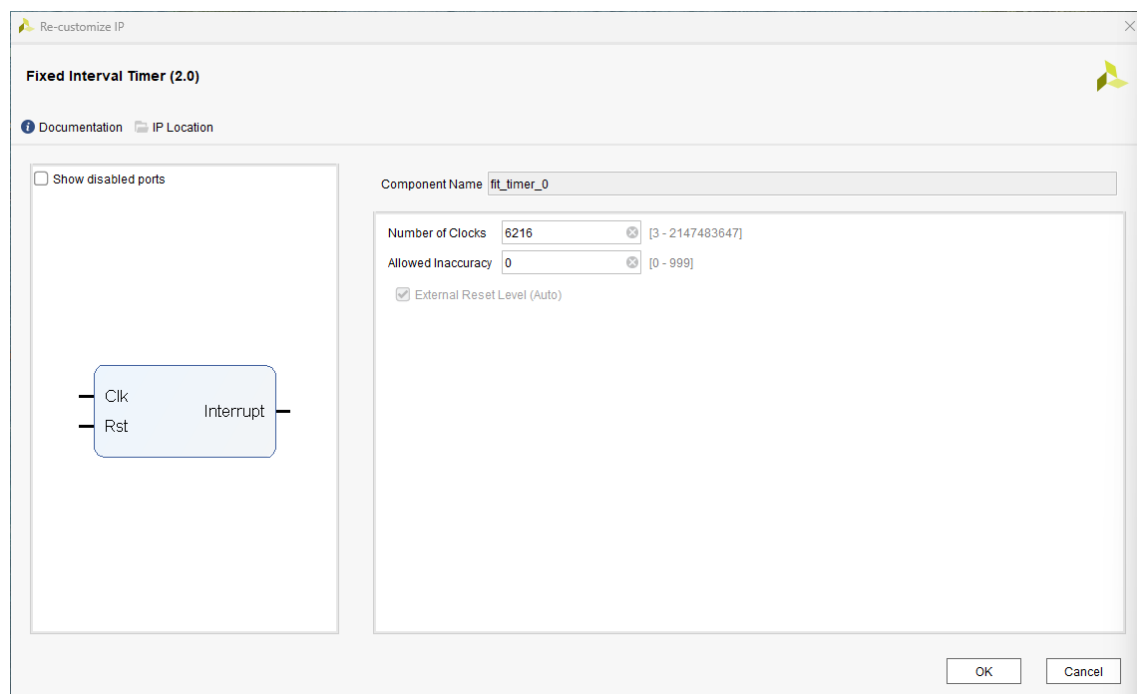 Re-customize IP
Fixed Interval Timer (2.0)
Documentation IP Location
Show disabled ports
Clk
Rst
Interrupt
Component Name fit_timer_0
Number of Clocks 6216 [3 - 2147483647]
Allowed Inaccuracy 0 [0 - 999]
External Reset Level (Auto)
OK Cancel